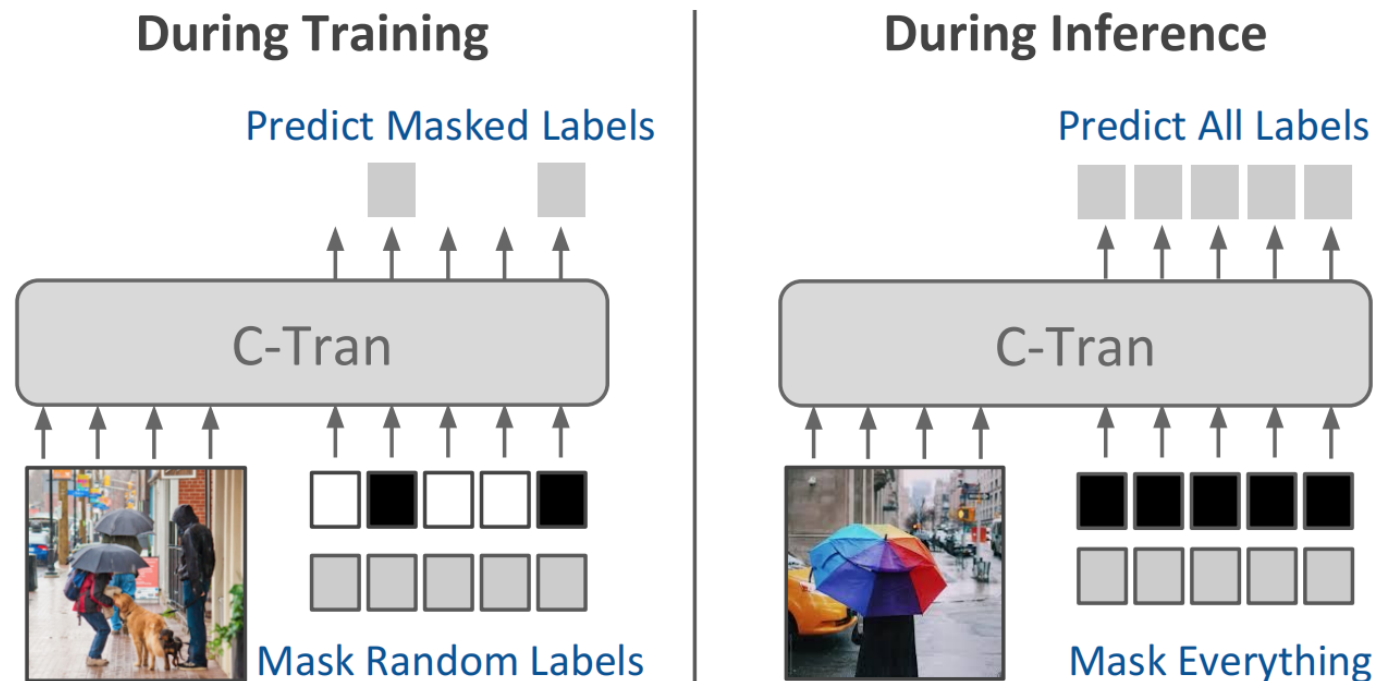 During Training
During Inference
Predict Masked Labels
Predict All Labels
C-Tran
C-Tran
Mask Random Labels
Mask Everything